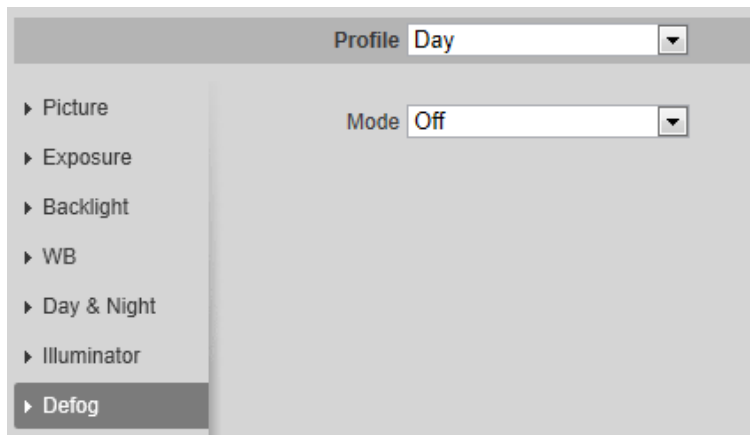 Profile Day
Picture
Mode Off
Exposure
Backlight
WB
Day & Night
Illuminator
Defog